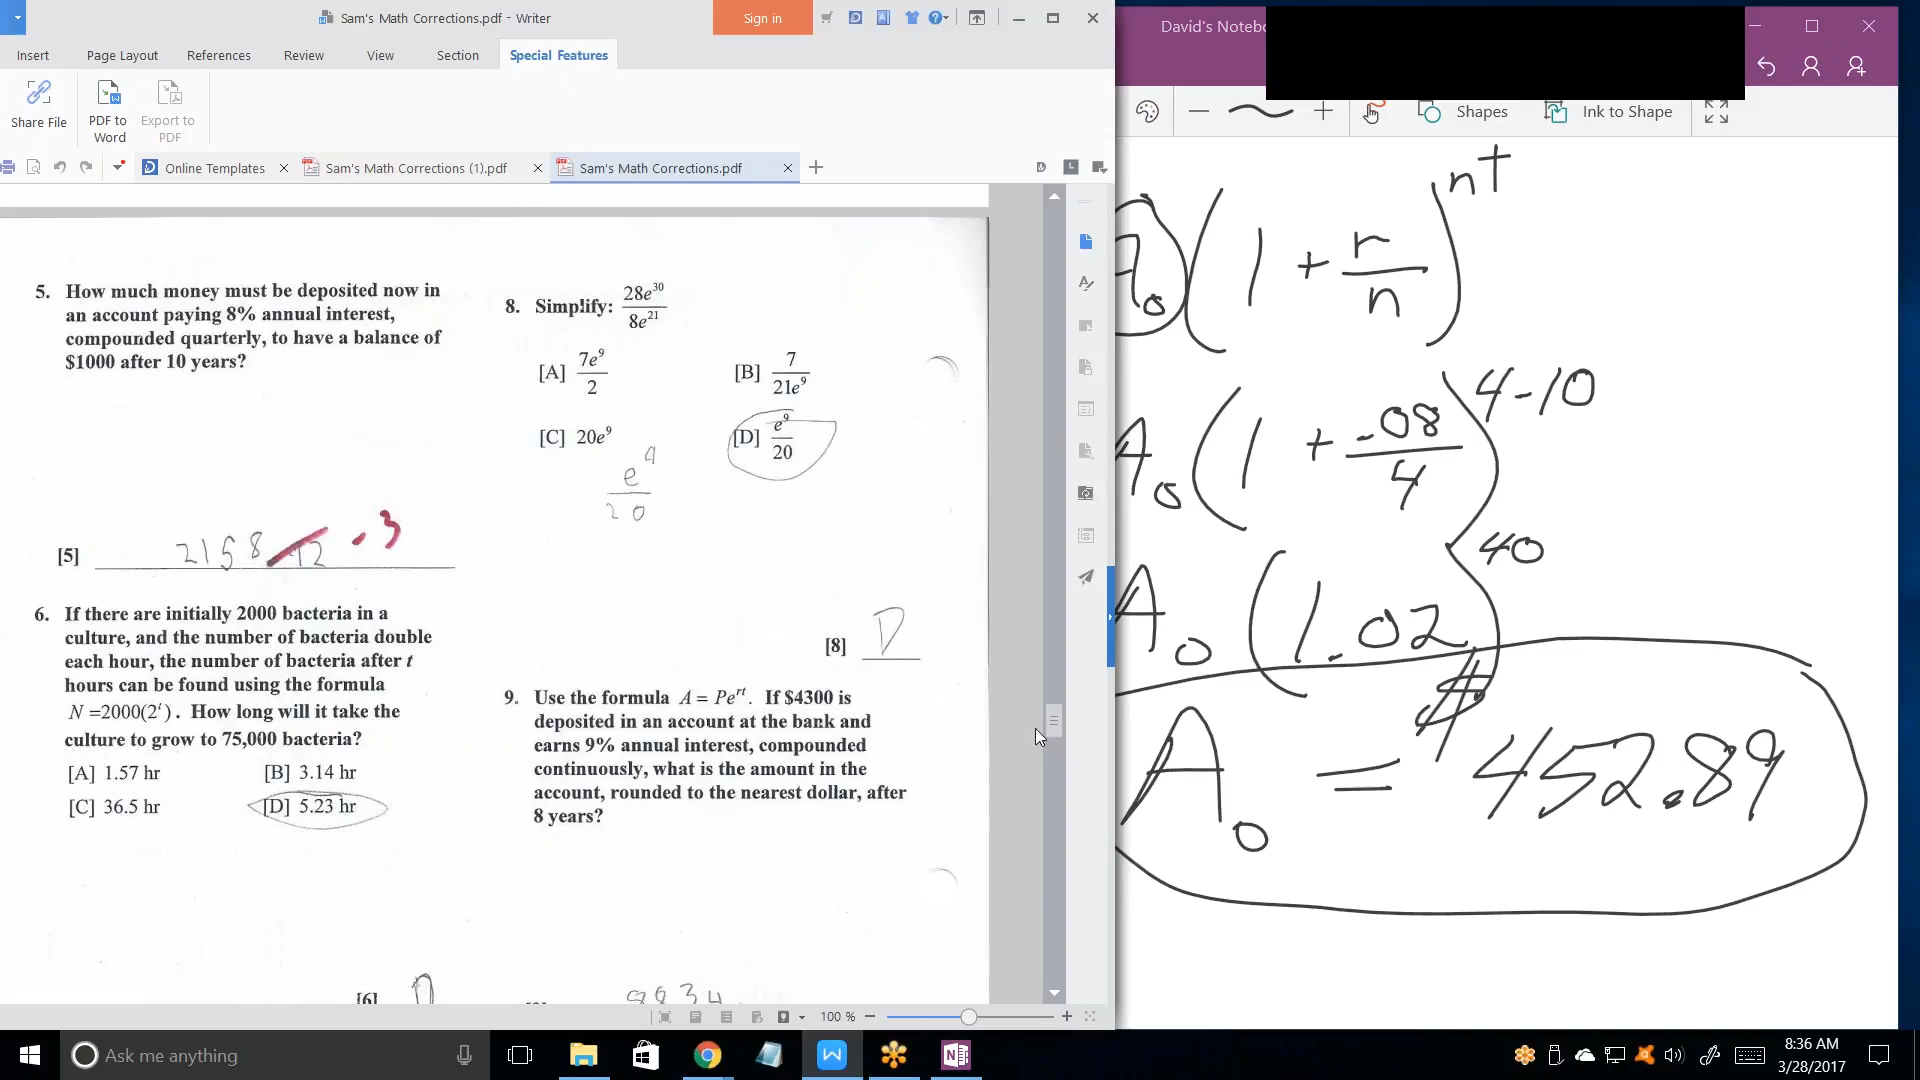 Sam's Math Corrections.pdf - Writer
Sign in
Insert
Page Layout
References
Review
View
Section
Special Features
Share File
PDF to
Word
Export to
PDF
Online Templates
Sam's Math Corrections (1).pdf
Sam's Math Corrections.pdf
5. How much money must be deposited now in
an account paying 8% annual interest,
compounded quarterly, to have a balance of
$1000 after 10 years?
[5] 2158 .3
6. If there are initially 2000 bacteria in a
culture, and the number of bacteria double
each hour, the number of bacteria after t
hours can be found using the formula
N =2000(2^t). How long will it take the
culture to grow to 75,000 bacteria?
[A] 1.57 hr
[B] 3.14 hr
[C] 36.5 hr
[D] 5.23 hr
[6] D
8. Simplify: 28e^30
8e^21
[A] 7e^9
2
[B] 7
21e^9
[C] 20e^9
[D] e^9
20
e^9
20
[8] D
9. Use the formula A = Pe^rt. If $4300 is
deposited in an account at the bank and
earns 9% annual interest, compounded
continuously, what is the amount in the
account, rounded to the nearest dollar, after
8 years?
8834
100 %
David's Notebo
Shapes
Ink to Shape
A0 (1 + r/n)^nt
A0 (1 + .08/4)^4-10
A0 (1.02)^40
A0 = $452.89
Ask me anything
8:36 AM
3/28/2017